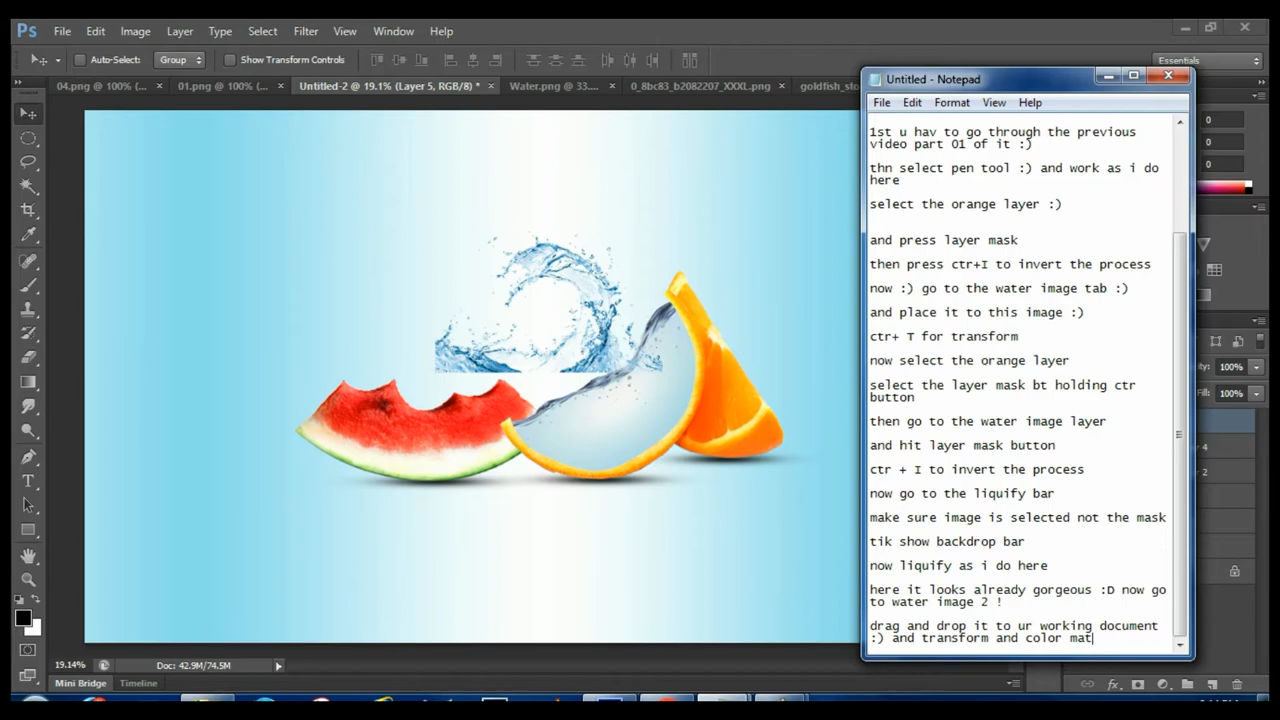 Ps File Edit Image Layer Type Select Filter View Window Help
Auto-Select: Group Show Transform Controls
Essentials
04.png @ 100% (... × 01.png @ 100% (... × Untitled-2 @ 19.1% (Layer 5, RGB/8) * × Water.png @ 33.... × 0_8bc83_b2082207_XXXL.png × goldfish_sto
Untitled - Notepad
File Edit Format View Help
1st u hav to go through the previous
video part 01 of it :)
thn select pen tool :) and work as i do
here
select the orange layer :)
and press layer mask
then press ctr+I to invert the process
now :) go to the water image tab :)
and place it to this image :)
ctr+ T for transform
now select the orange layer
select the layer mask bt holding ctr
button
then go to the water image layer
and hit layer mask button
ctr + I to invert the process
now go to the liquify bar
make sure image is selected not the mask
tik show backdrop bar
now liquify as i do here
here it looks already gorgeous :D now go
to water image 2 !
drag and drop it to ur working document
:) and transform and color mat
0
0
0
ity: 100%
Fill: 100%
4
2
19.14% Doc: 42.9M/74.5M
Mini Bridge Timeline